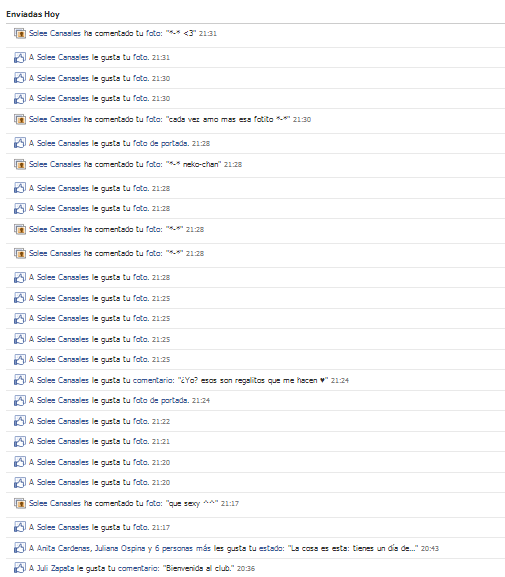 Enviadas Hoy
Solee Canaales ha comentado tu foto: "*-* <3" 21:31
A Solee Canaales le gusta tu foto. 21:31
A Solee Canaales le gusta tu foto. 21:30
A Solee Canaales le gusta tu foto. 21:30
Solee Canaales ha comentado tu foto: "cada vez amo mas esa fotito *-*" 21:30
A Solee Canaales le gusta tu foto de portada. 21:28
Solee Canaales ha comentado tu foto: "*-* neko-chan" 21:28
A Solee Canaales le gusta tu foto. 21:28
A Solee Canaales le gusta tu foto. 21:28
Solee Canaales ha comentado tu foto: "*-*" 21:28
Solee Canaales ha comentado tu foto: "*-*" 21:28
A Solee Canaales le gusta tu foto. 21:28
A Solee Canaales le gusta tu foto. 21:25
A Solee Canaales le gusta tu foto. 21:25
A Solee Canaales le gusta tu foto. 21:25
A Solee Canaales le gusta tu foto. 21:25
A Solee Canaales le gusta tu comentario: "¿Yo? esos son regalitos que me hacen ♥" 21:24
A Solee Canaales le gusta tu foto de portada. 21:24
A Solee Canaales le gusta tu foto. 21:22
A Solee Canaales le gusta tu foto. 21:21
A Solee Canaales le gusta tu foto. 21:20
A Solee Canaales le gusta tu foto. 21:20
Solee Canaales ha comentado tu foto: "que sexy ^^" 21:17
A Solee Canaales le gusta tu foto. 21:17
A Anita Cardenas, Juliana Ospina y 6 personas más les gusta tu estado: "La cosa es esta: tienes un día de..." 20:43
A Juli Zapata le gusta tu comentario: "Bienvenida al club." 20:36